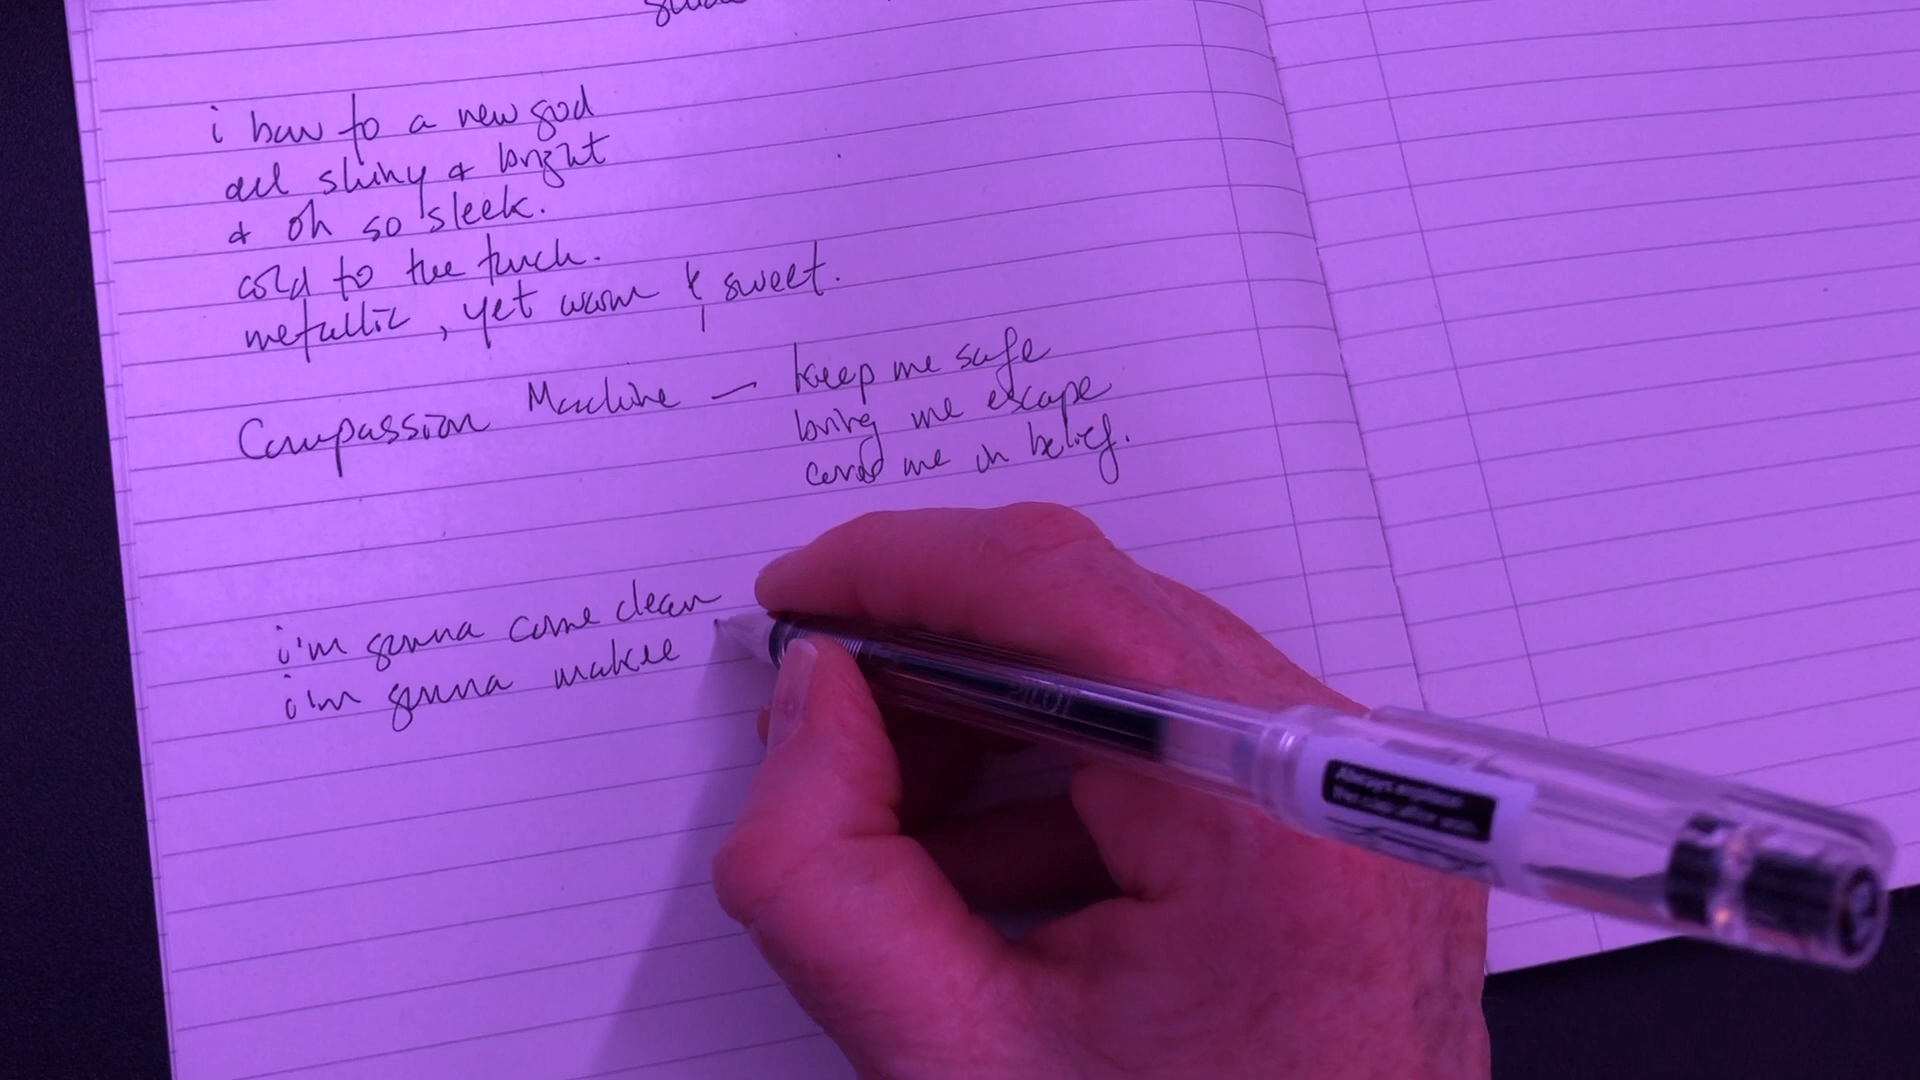 i bow to a new god
all shiny & bright
& oh so sleek.
cold to the touch.
metallic, yet warm & sweet.
Compassion Machine — keep me safe
bring me escape
me in belief.
i'm gonna come clean
i'm gonna make
PILOT